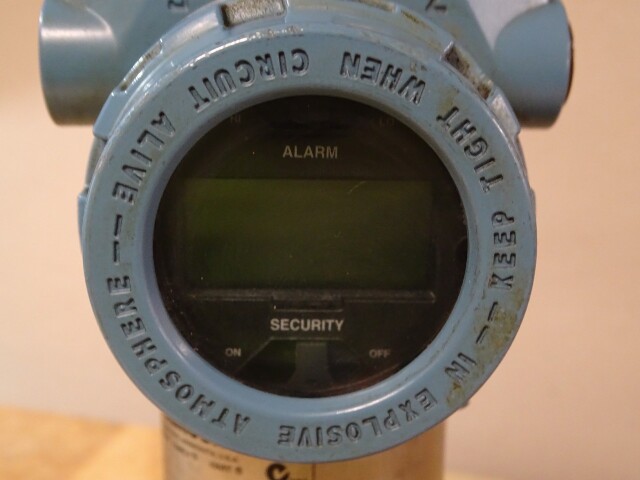 ALARM
SECURITY
ON OFF
KEEP TIGHT WHEN CIRCUIT ALIVE — IN EXPLOSIVE ATMOSPHERE —